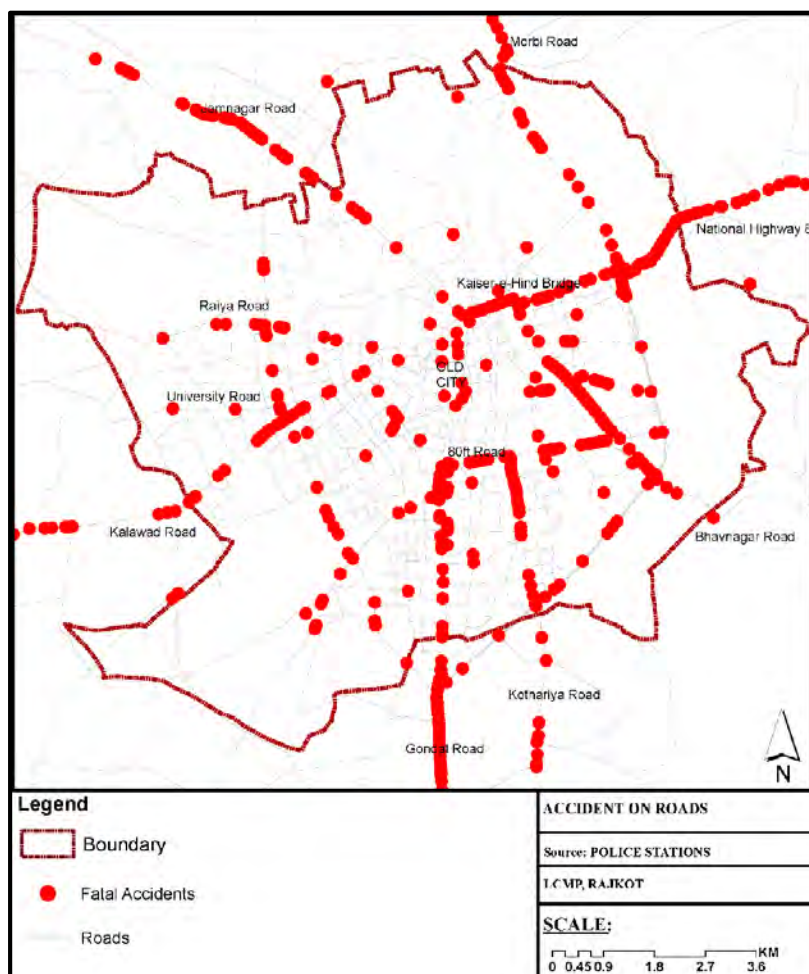 Morbi Road
Jamnagar Road
National Highway 8
Kaiser-e-Hind Bridge
Raiya Road
OLD
CITY
University Road
80ft Road
Kalawad Road
Bhavnagar Road
Kothariya Road
Gondal Road
N
Legend
Boundary
Fatal Accidents
Roads
ACCIDENT ON ROADS
Source: POLICE STATIONS
LCMP, RAJKOT
SCALE:
KM
0 0.45 0.9 1.8 2.7 3.6